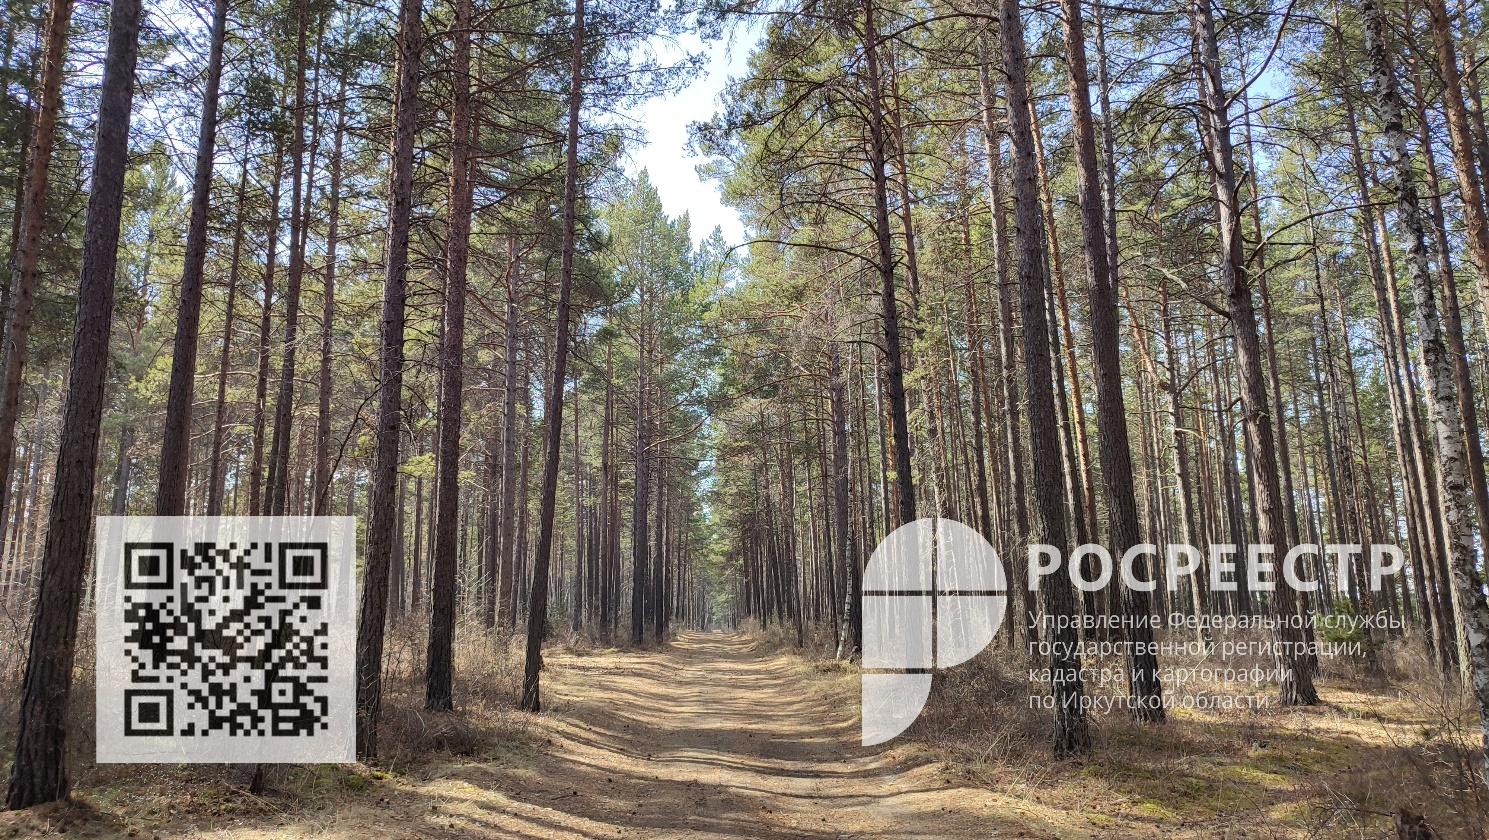 РОСРЕЕСТР
Управление Федеральной службы
государственной регистрации,
кадастра и картографии
по Иркутской области